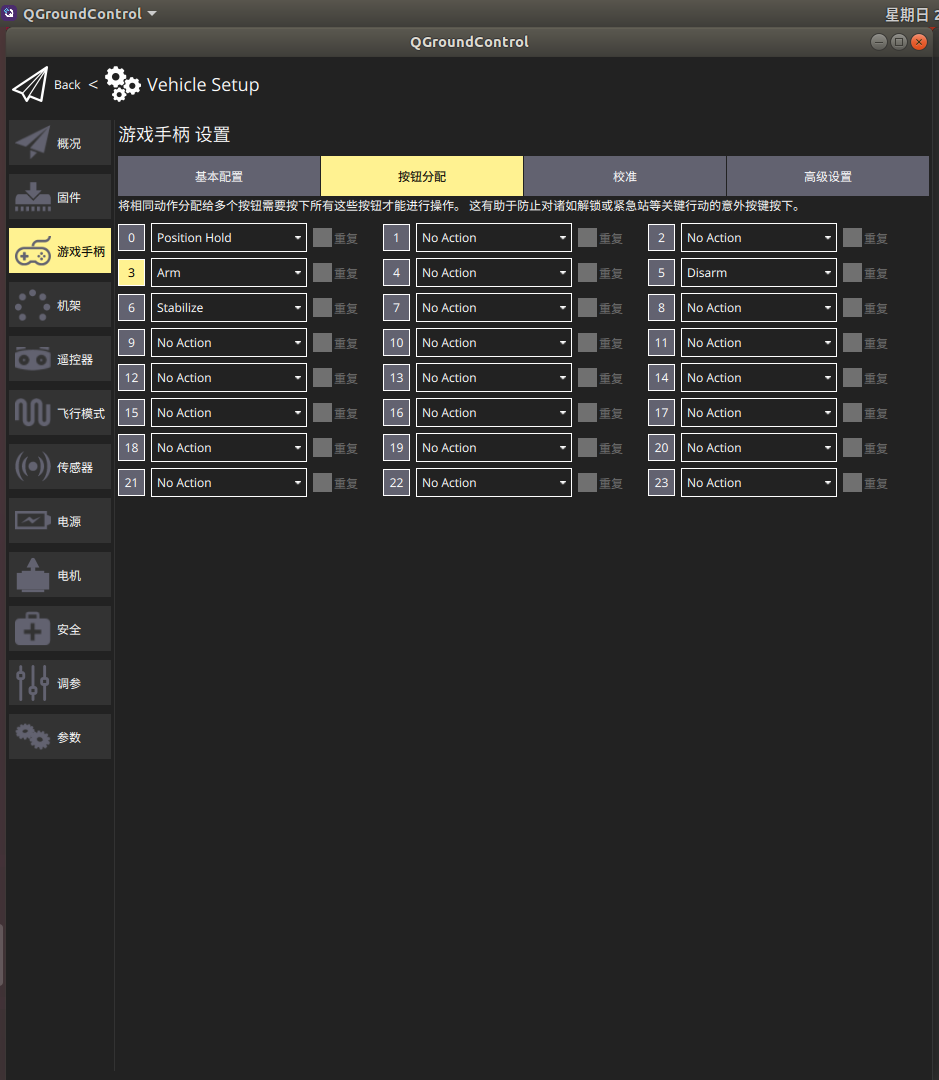 QGroundControl
星期日 2
QGroundControl
Back < Vehicle Setup
概况
固件
游戏手柄
机架
遥控器
飞行模式
传感器
电源
电机
安全
调参
参数
游戏手柄 设置
基本配置 按钮分配 校准 高级设置
将相同动作分配给多个按钮需要按下所有这些按钮才能进行操作。 这有助于防止对诸如解锁或紧急站等关键行动的意外按键按下。
0 Position Hold 重复 1 No Action 重复 2 No Action 重复
3 Arm 重复 4 No Action 重复 5 Disarm 重复
6 Stabilize 重复 7 No Action 重复 8 No Action 重复
9 No Action 重复 10 No Action 重复 11 No Action 重复
12 No Action 重复 13 No Action 重复 14 No Action 重复
15 No Action 重复 16 No Action 重复 17 No Action 重复
18 No Action 重复 19 No Action 重复 20 No Action 重复
21 No Action 重复 22 No Action 重复 23 No Action 重复